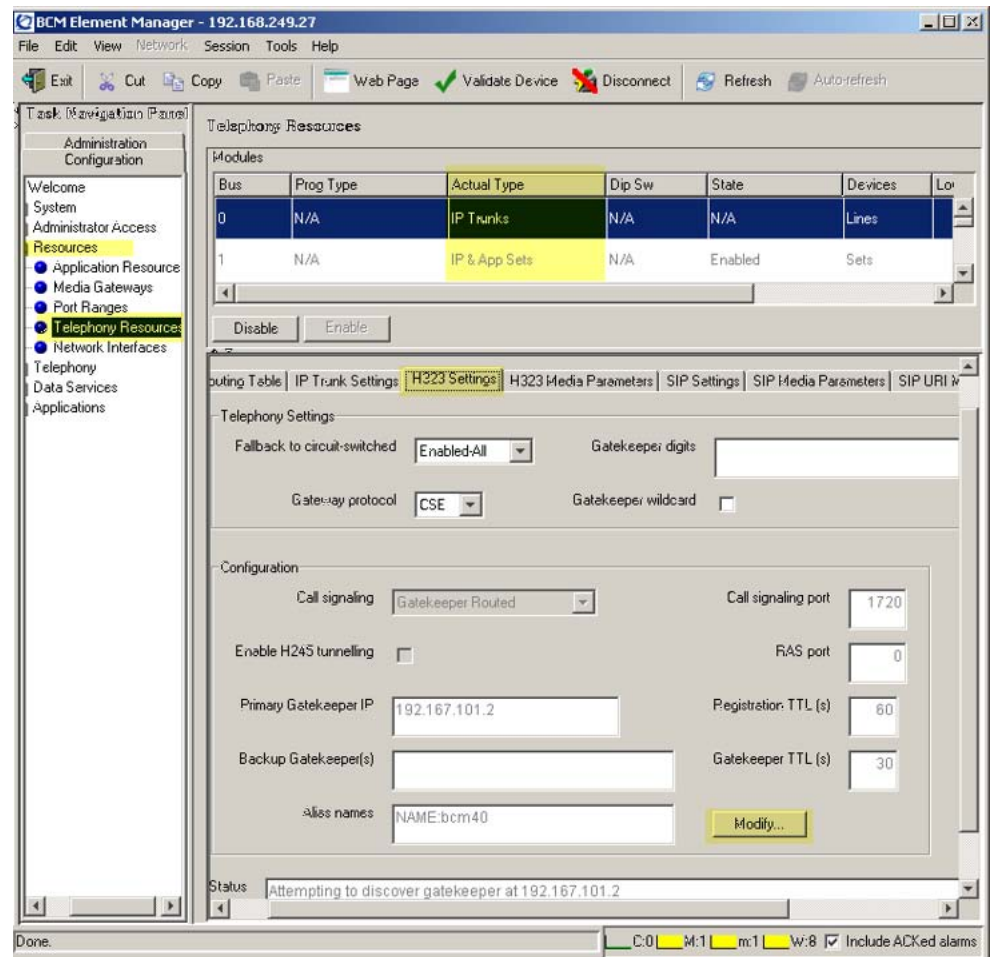 BCM Element Manager - 192.168.249.27
File Edit View Network Session Tools Help
Exit Cut Copy Paste Web Page Validate Device Disconnect Refresh Auto-refresh
Task Navigation Panel
Administration
Configuration
Welcome
System
Administrator Access
Resources
Application Resource
Media Gateways
Port Ranges
Telephony Resources
Network Interfaces
Telephony
Data Services
Applications
Telephony Resources
Modules
Bus Prog Type Actual Type Dip Sw State Devices Lo
0 N/A IP Trunks N/A N/A Lines
1 N/A IP & App Sets N/A Enabled Sets
Disable Enable
outing Table IP Trunk Settings H323 Settings H323 Media Parameters SIP Settings SIP Media Parameters SIP URI M
Telephony Settings
Fallback to circuit-switched Enabled-All Gatekeeper digits
Gateway protocol CSE Gatekeeper wildcard
Configuration
Call signaling Gatekeeper Routed Call signaling port 1720
Enable H245 tunnelling RAS port 0
Primary Gatekeeper IP 192.167.101.2 Registration TTL (s) 60
Backup Gatekeeper(s) Gatekeeper TTL (s) 30
Alias names NAME:bcm40 Modify...
Status Attempting to discover gatekeeper at 192.167.101.2
Done. C:0 M:1 m:1 W:8 Include ACKed alarms